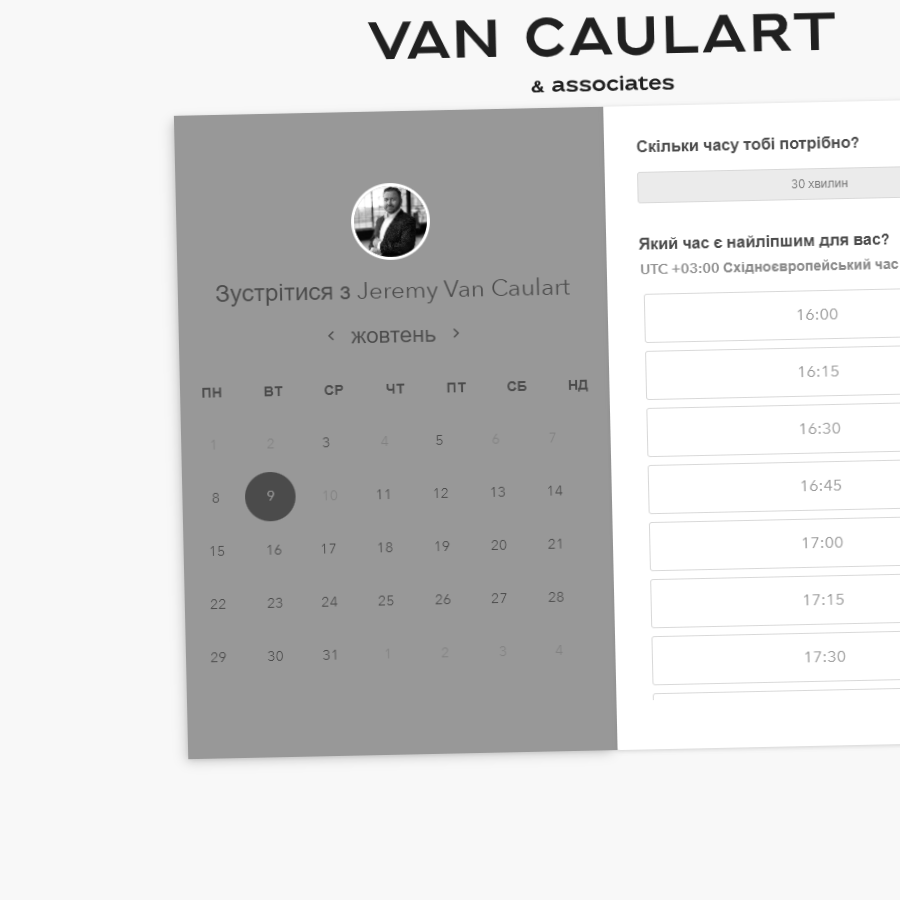 VAN CAULART
& associates
Зустрітися з Jeremy Van Caulart
жовтень
ПН ВТ СР ЧТ ПТ СБ НД
1 2 3 4 5 6 7
8 9 10 11 12 13 14
15 16 17 18 19 20 21
22 23 24 25 26 27 28
29 30 31 1 2 3 4
Скільки часу тобі потрібно?
30 хвилин
Який час є найліпшим для вас?
UTC +03:00 Східноєвропейський час
16:00
16:15
16:30
16:45
17:00
17:15
17:30